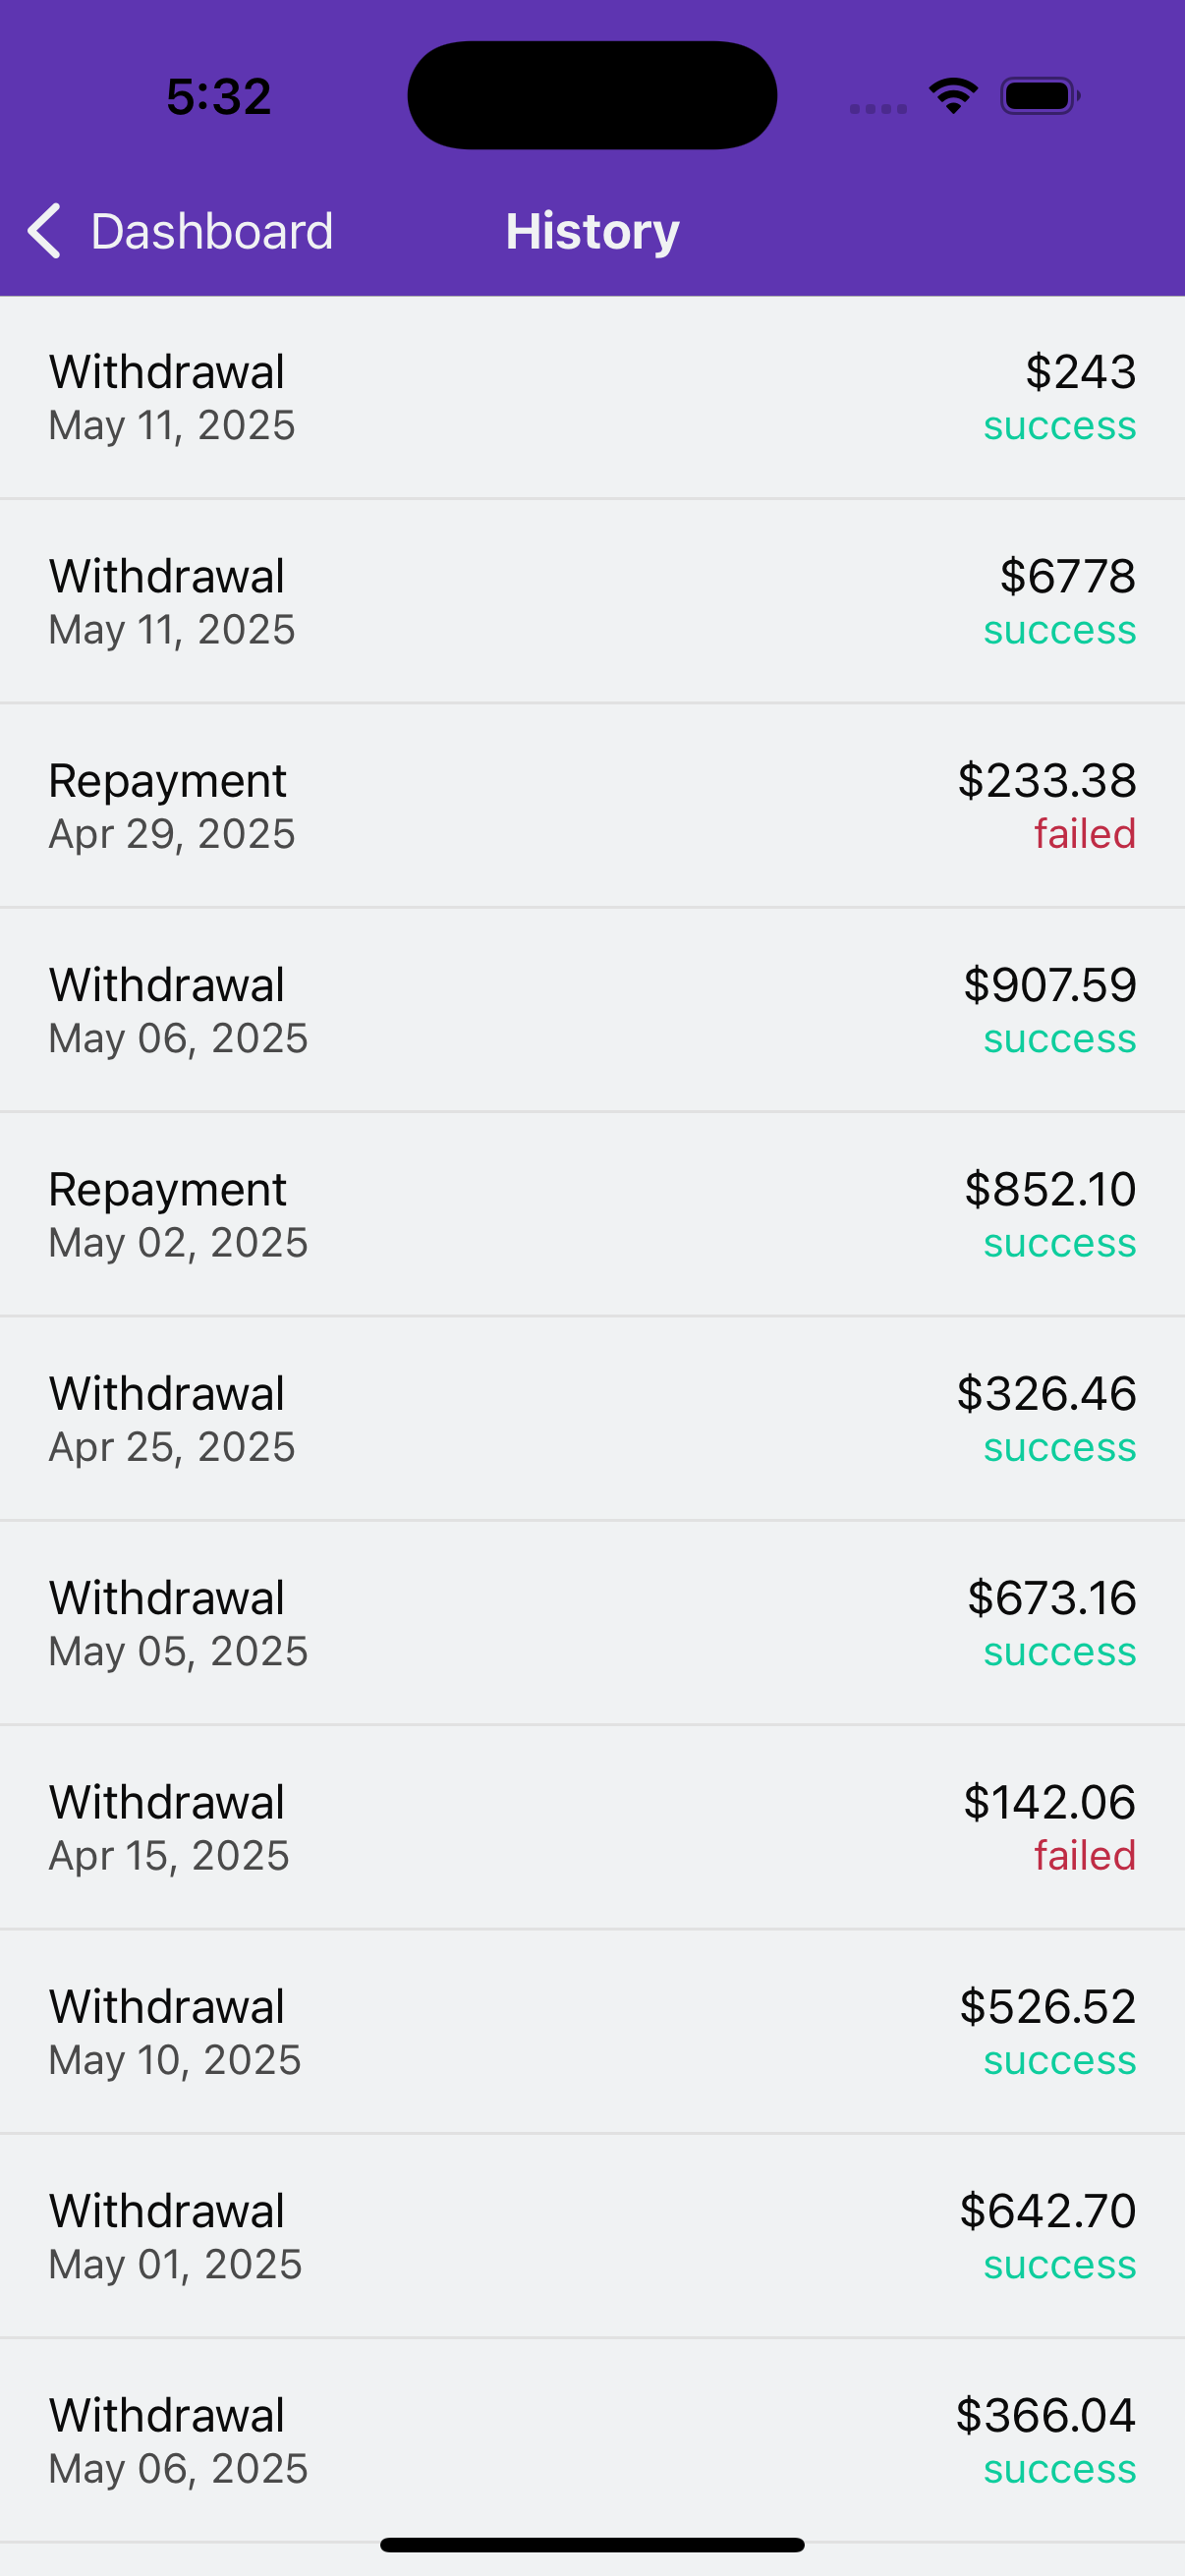 5:32
Dashboard History
Withdrawal $243
May 11, 2025 success
Withdrawal $6778
May 11, 2025 success
Repayment $233.38
Apr 29, 2025 failed
Withdrawal $907.59
May 06, 2025 success
Repayment $852.10
May 02, 2025 success
Withdrawal $326.46
Apr 25, 2025 success
Withdrawal $673.16
May 05, 2025 success
Withdrawal $142.06
Apr 15, 2025 failed
Withdrawal $526.52
May 10, 2025 success
Withdrawal $642.70
May 01, 2025 success
Withdrawal $366.04
May 06, 2025 success